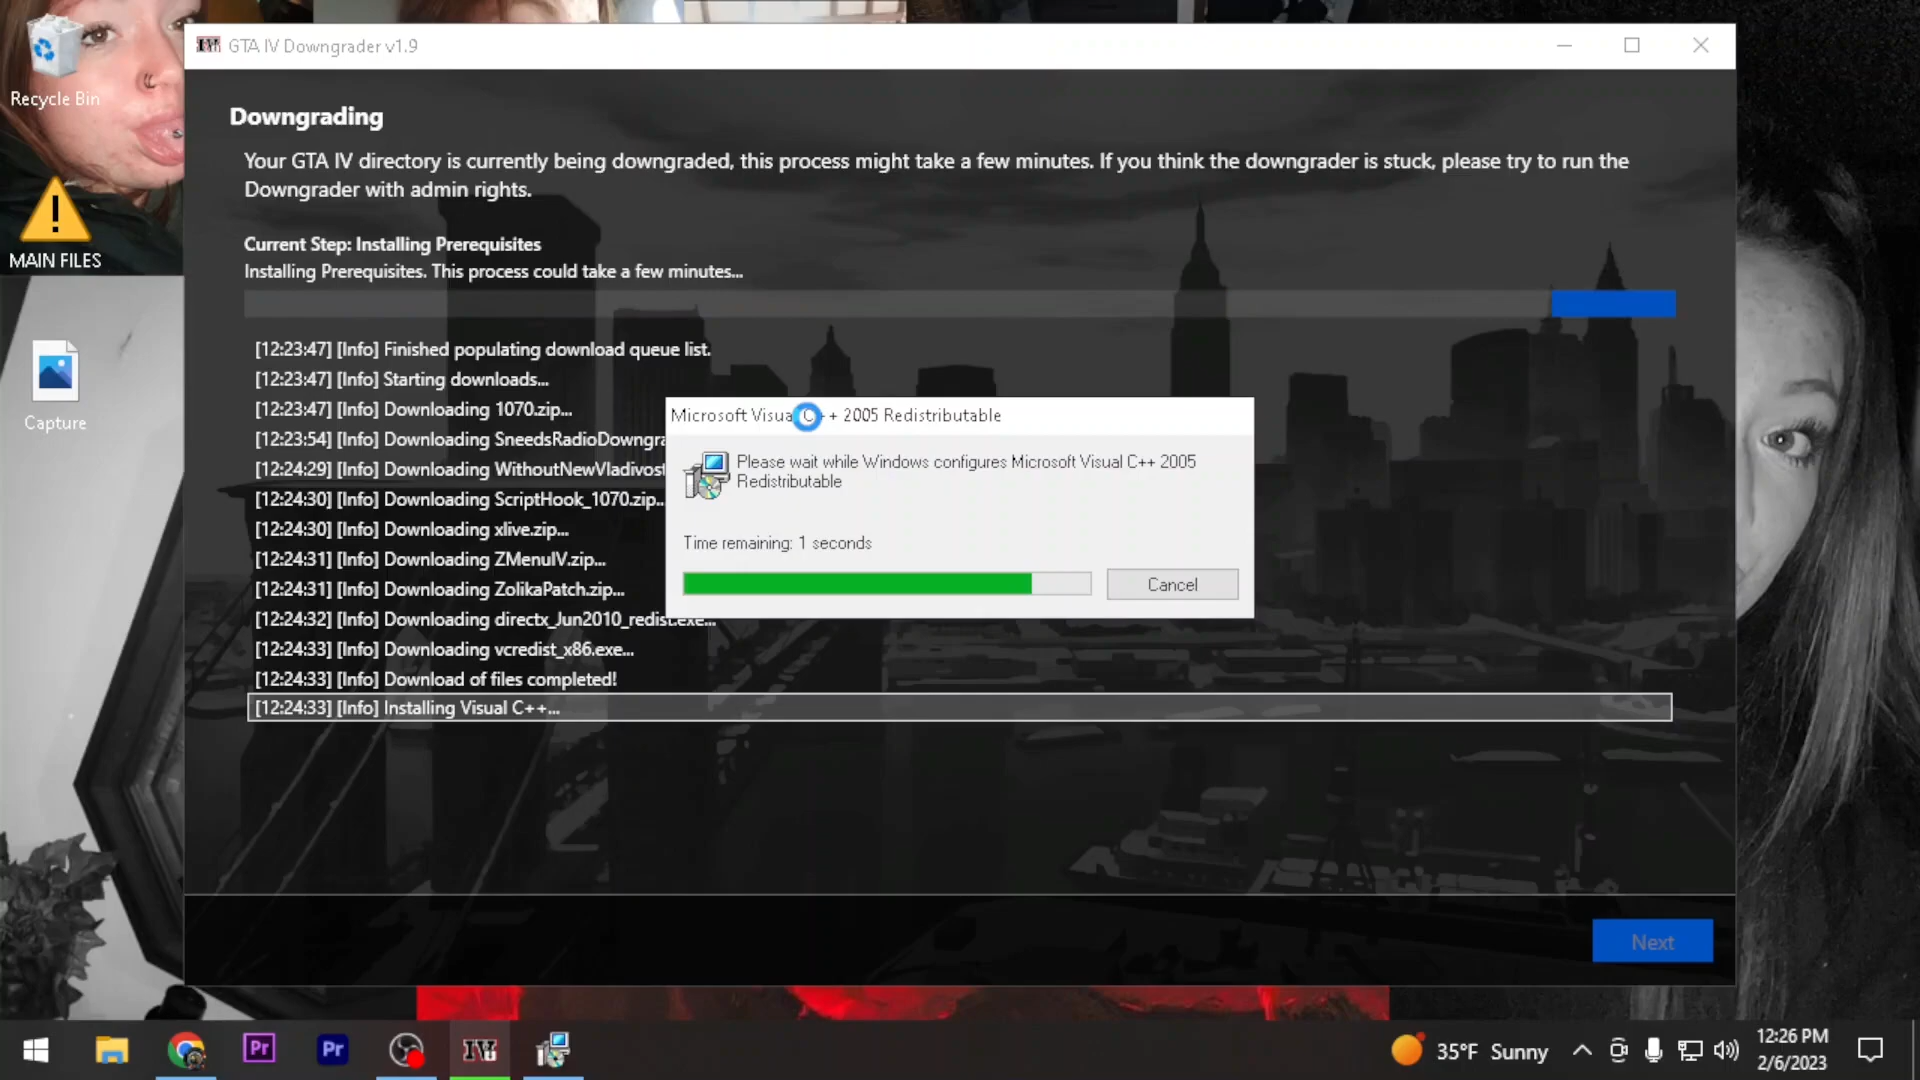 GTA IV Downgrader v1.9
Recycle Bin
MAIN FILES
Capture
Downgrading
Your GTA IV directory is currently being downgraded, this process might take a few minutes. If you think the downgrader is stuck, please try to run the
Downgrader with admin rights.
Current Step: Installing Prerequisites
Installing Prerequisites. This process could take a few minutes...
[12:23:47] [Info] Finished populating download queue list.
[12:23:47] [Info] Starting downloads...
[12:23:47] [Info] Downloading 1070.zip...
[12:23:54] [Info] Downloading SneedsRadioDowngra
[12:24:29] [Info] Downloading WithoutNewVladivost
[12:24:30] [Info] Downloading ScriptHook_1070.zip...
[12:24:30] [Info] Downloading xlive.zip...
[12:24:31] [Info] Downloading ZMenuIV.zip...
[12:24:31] [Info] Downloading ZolikaPatch.zip...
[12:24:32] [Info] Downloading directx_Jun2010_redist.exe...
[12:24:33] [Info] Downloading vcredist_x86.exe...
[12:24:33] [Info] Download of files completed!
[12:24:33] [Info] Installing Visual C++...
Microsoft Visua C++ 2005 Redistributable
Please wait while Windows configures Microsoft Visual C++ 2005
Redistributable
Time remaining: 1 seconds
Cancel
Next
Pr
Pr
IV
35°F Sunny
12:26 PM
2/6/2023